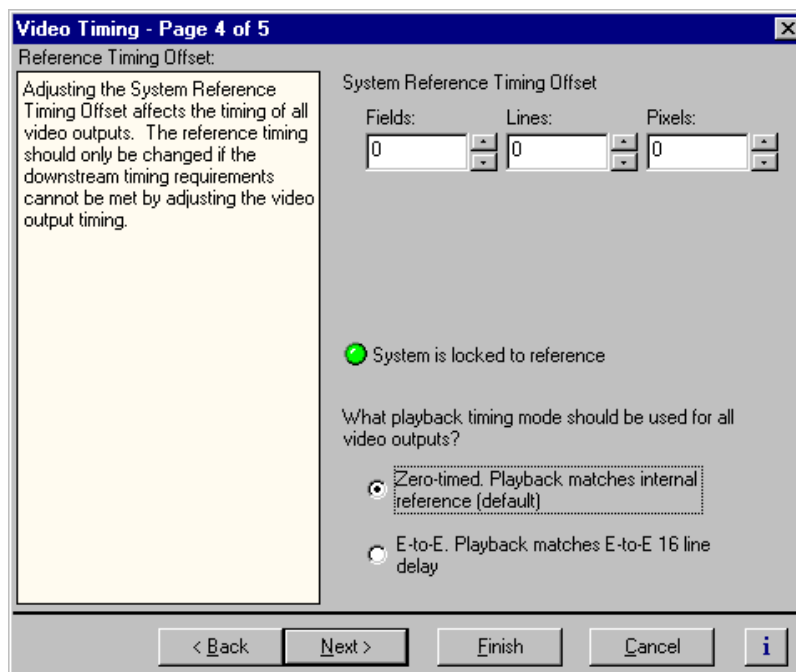 Video Timing - Page 4 of 5
Reference Timing Offset:
Adjusting the System Reference
Timing Offset affects the timing of all
video outputs. The reference timing
should only be changed if the
downstream timing requirements
cannot be met by adjusting the video
output timing.
System Reference Timing Offset
Fields: Lines: Pixels:
0 0 0
System is locked to reference
What playback timing mode should be used for all
video outputs?
Zero-timed. Playback matches internal
reference (default)
E-to-E. Playback matches E-to-E 16 line
delay
< Back Next > Finish Cancel i